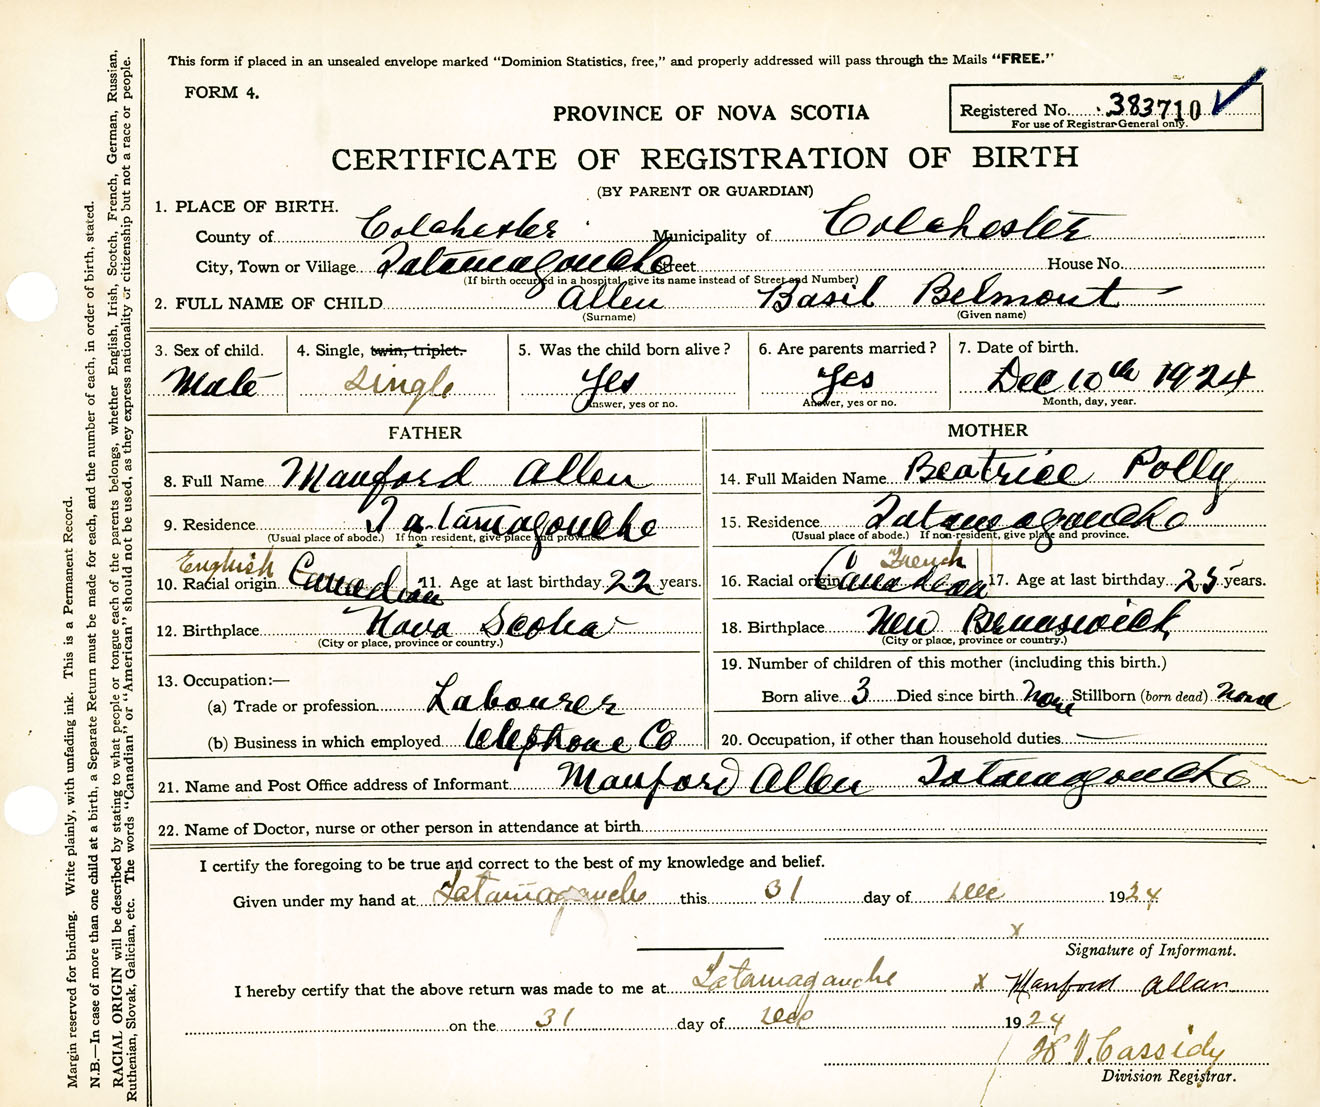 This form if placed in an unsealed envelope marked "Dominion Statistics, free," and properly addressed will pass through the Mails "FREE."
FORM 4.
PROVINCE OF NOVA SCOTIA
Registered No. 383710
For use of Registrar-General only.
CERTIFICATE OF REGISTRATION OF BIRTH
(BY PARENT OR GUARDIAN)
1. PLACE OF BIRTH.
County of Colchester Municipality of Colchester
City, Town or Village Tatamagouche Street House No.
(If birth occurred in a hospital, give its name instead of Street and Number)
2. FULL NAME OF CHILD Allen Basil Belmont
(Surname) (Given name)
3. Sex of child. 4. Single, twin, triplet. 5. Was the child born alive? 6. Are parents married? 7. Date of birth.
Male Single Yes Yes Dec 10th 1924
Answer, yes or no. Answer, yes or no. Month, day, year.
FATHER MOTHER
8. Full Name Manford Allen 14. Full Maiden Name Beatrice Polly
9. Residence Tatamagouche 15. Residence Tatamagouche
(Usual place of abode.) If non resident, give place and province. (Usual place of abode.) If non-resident, give place and province.
English French
10. Racial origin Canadian 11. Age at last birthday 22 years. 16. Racial origin Canadian 17. Age at last birthday 25 years.
12. Birthplace Nova Scotia 18. Birthplace New Brunswick
(City or place, province or country.) (City or place, province or country.)
13. Occupation:— 19. Number of children of this mother (including this birth.)
(a) Trade or profession Labourer Born alive 3 Died since birth None Stillborn (born dead) None
(b) Business in which employed telephone Co 20. Occupation, if other than household duties —
21. Name and Post Office address of Informant Manford Allen Tatamagouche
22. Name of Doctor, nurse or other person in attendance at birth
I certify the foregoing to be true and correct to the best of my knowledge and belief.
Given under my hand at Tatamagouche this 31 day of Dec 1924
x
Signature of Informant.
I hereby certify that the above return was made to me at Tatamagouche x Manford Allan
on the 31 day of Dec 1924
Cassidy
Division Registrar.
Margin reserved for binding. Write plainly, with unfading ink. This is a Permanent Record.
N.B.—In case of more than one child at a birth, a Separate Return must be made for each, and the number of each, in order of birth, stated.
RACIAL ORIGIN will be described by stating to what people or tongue each of the parents belongs, whether English, Irish, Scotch, French, German, Russian,
Ruthenian, Slovak, Galician, etc. The words "Canadian" or "American" should not be used, as they express nationality or citizenship but not a race or people.